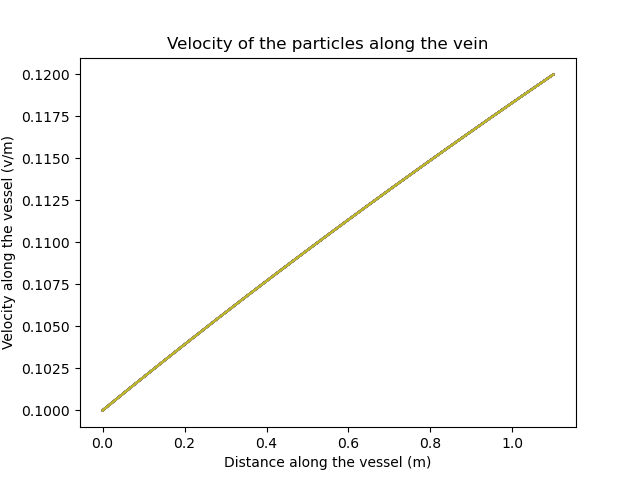 Velocity of the particles along the vein
0.1200
0.1175
0.1150
0.1125
0.1100
0.1075
0.1050
0.1025
0.1000
Velocity along the vessel (v/m)
0.0 0.2 0.4 0.6 0.8 1.0
Distance along the vessel (m)